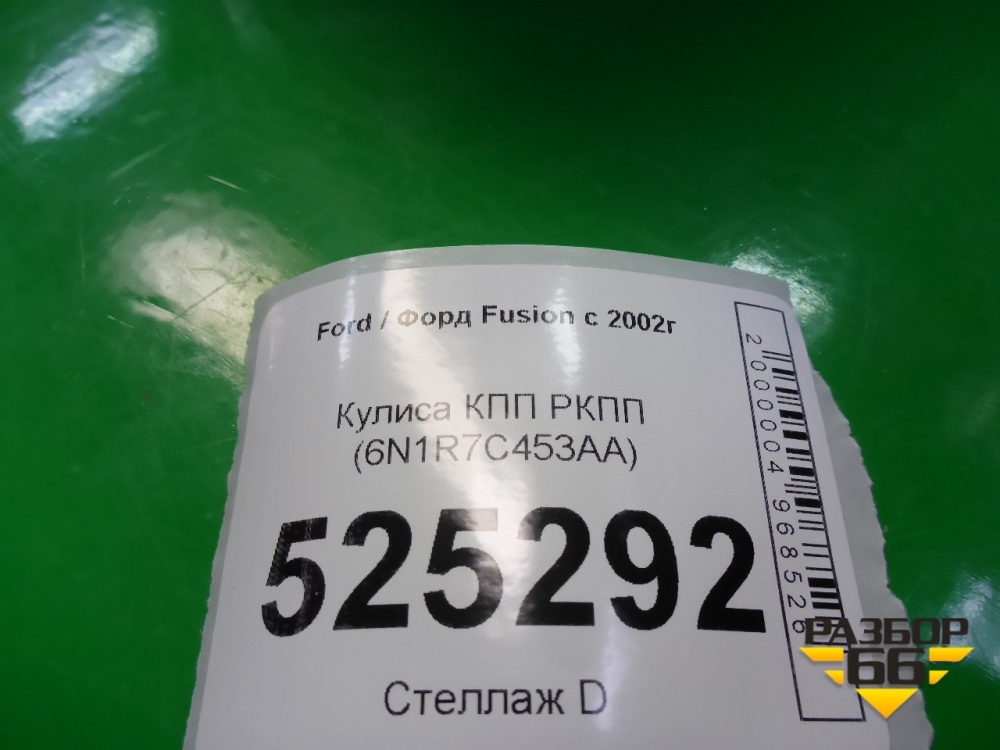 Ford / Форд Fusion с 2002г
Кулиса КПП РКПП
(6N1R7C453AA)
525292
Стеллаж D
2000004968526
РАЗБОР
66